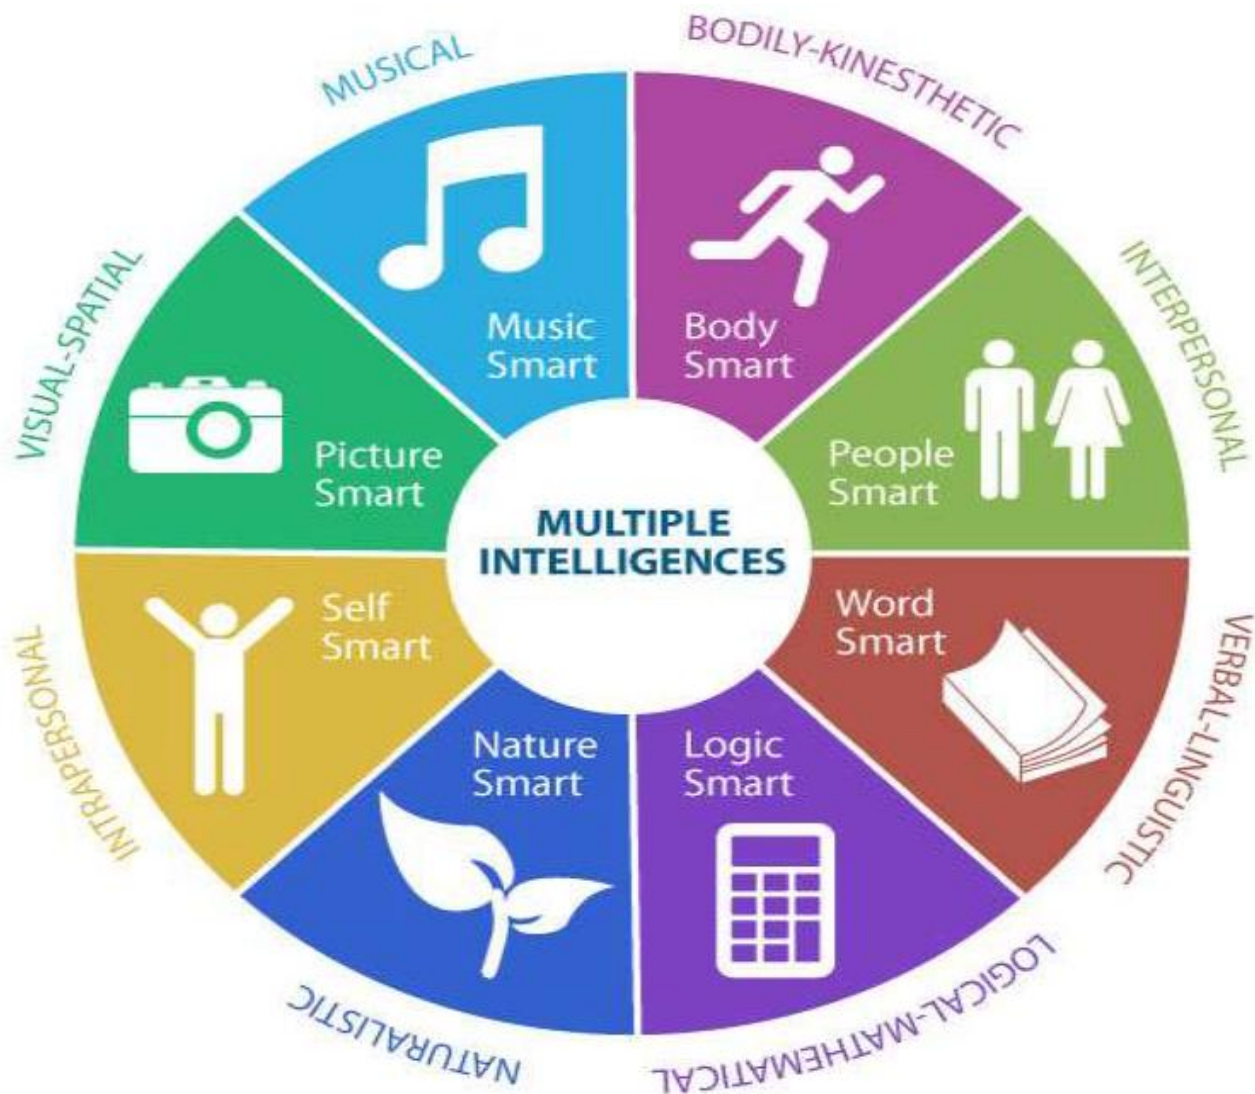 MUSICAL
BODILY-KINESTHETIC
INTERPERSONAL
VERBAL-LINGUISTIC
LOGICAL-MATHEMATICAL
NATURALISTIC
INTRAPERSONAL
VISUAL-SPATIAL
Music
Smart
Body
Smart
People
Smart
Word
Smart
Logic
Smart
Nature
Smart
Self
Smart
Picture
Smart
MULTIPLE
INTELLIGENCES